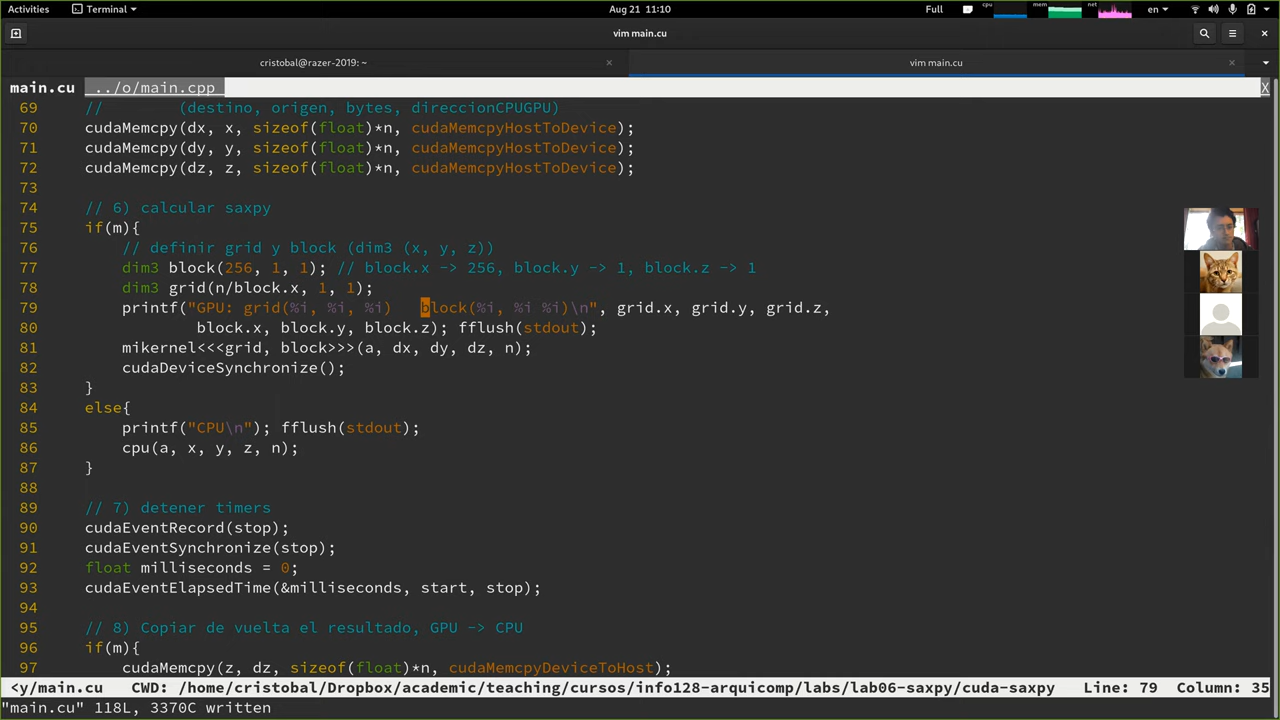 Activities Terminal Aug 21 11:10 Full cpu mem net en
vim main.cu
cristobal@razer-2019: ~ × vim main.cu ×
main.cu ../o/main.cpp X
69 // (destino, origen, bytes, direccionCPUGPU)
70 cudaMemcpy(dx, x, sizeof(float)*n, cudaMemcpyHostToDevice);
71 cudaMemcpy(dy, y, sizeof(float)*n, cudaMemcpyHostToDevice);
72 cudaMemcpy(dz, z, sizeof(float)*n, cudaMemcpyHostToDevice);
73
74 // 6) calcular saxpy
75 if(m){
76 // definir grid y block (dim3 (x, y, z))
77 dim3 block(256, 1, 1); // block.x -> 256, block.y -> 1, block.z -> 1
78 dim3 grid(n/block.x, 1, 1);
79 printf("GPU: grid(%i, %i, %i) block(%i, %i %i)\n", grid.x, grid.y, grid.z,
80 block.x, block.y, block.z); fflush(stdout);
81 mikernel<<<grid, block>>>(a, dx, dy, dz, n);
82 cudaDeviceSynchronize();
83 }
84 else{
85 printf("CPU\n"); fflush(stdout);
86 cpu(a, x, y, z, n);
87 }
88
89 // 7) detener timers
90 cudaEventRecord(stop);
91 cudaEventSynchronize(stop);
92 float milliseconds = 0;
93 cudaEventElapsedTime(&milliseconds, start, stop);
94
95 // 8) Copiar de vuelta el resultado, GPU -> CPU
96 if(m){
97 cudaMemcpy(z, dz, sizeof(float)*n, cudaMemcpyDeviceToHost);
<y/main.cu CWD: /home/cristobal/Dropbox/academic/teaching/cursos/info128-arquicomp/labs/lab06-saxpy/cuda-saxpy Line: 79 Column: 35
"main.cu" 118L, 3370C written